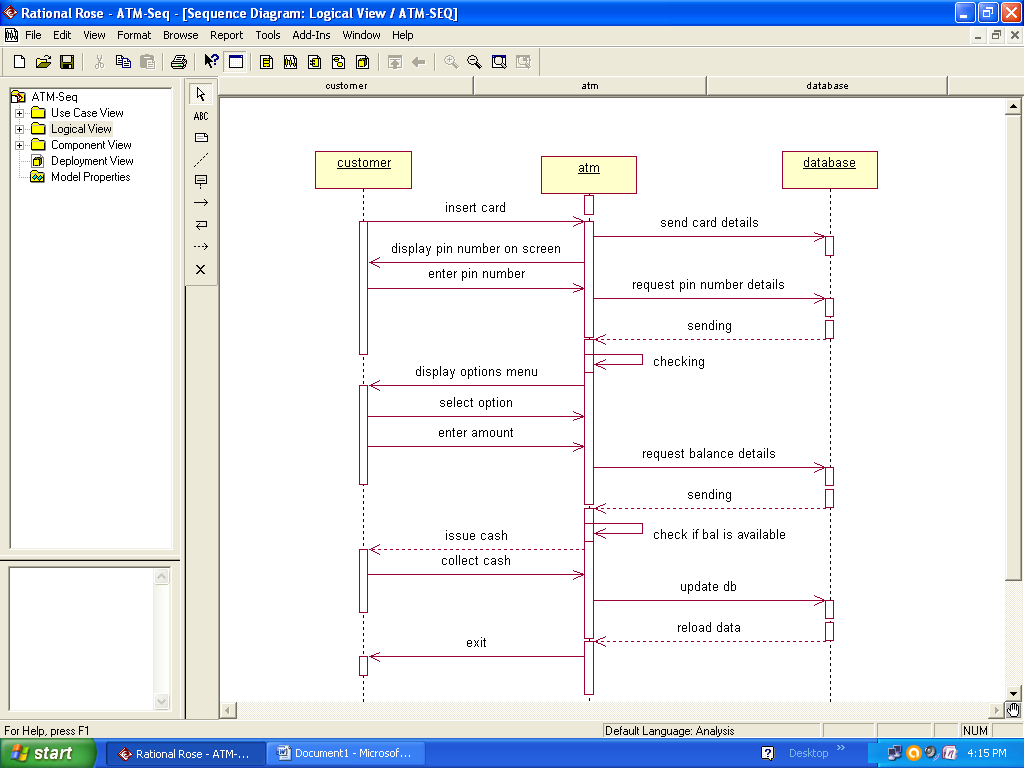 Rational Rose - ATM-Seq - [Sequence Diagram: Logical View / ATM-SEQ]
File Edit View Format Browse Report Tools Add-Ins Window Help
ABC
ATM-Seq
Use Case View
Logical View
Component View
Deployment View
Model Properties
customer atm database
customer atm database
insert card
send card details
display pin number on screen
enter pin number
request pin number details
sending
checking
display options menu
select option
enter amount
request balance details
sending
check if bal is available
issue cash
collect cash
update db
reload data
exit
For Help, press F1 Default Language: Analysis NUM
start Rational Rose - ATM-... Document1 - Microsof... Desktop » 4:15 PM